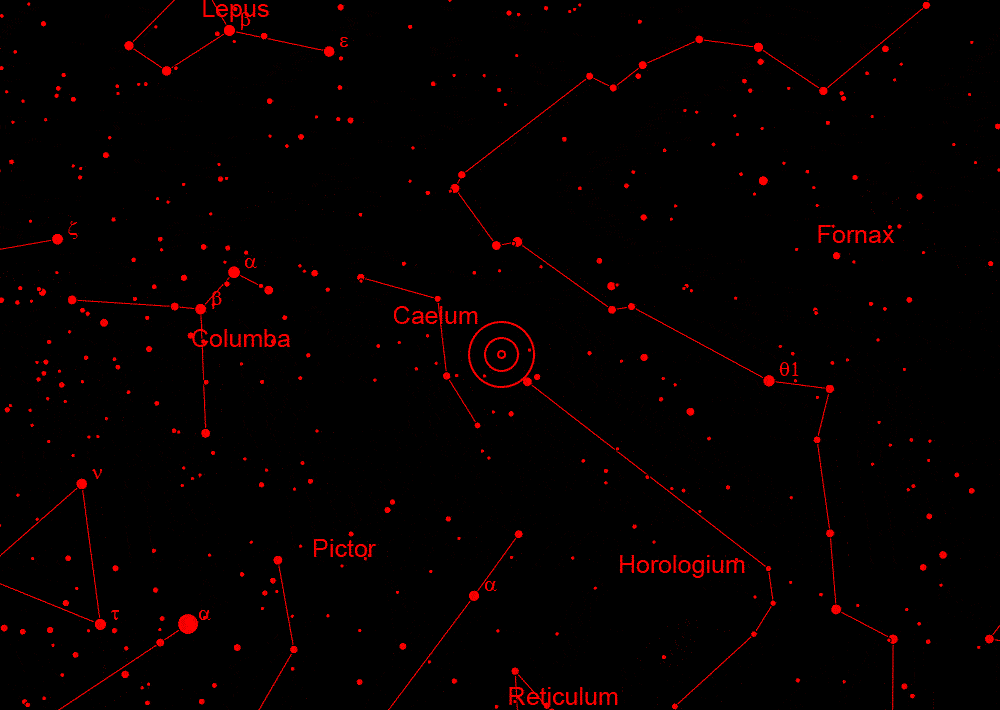 Lepus
β
ε
ζ
Fornax
α
β
Caelum
Columba
θ1
ν
Pictor
Horologium
α
τ
α
Reticulum